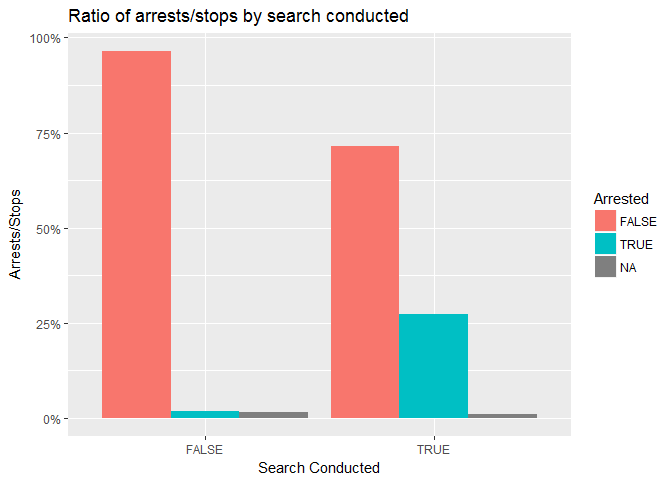 Ratio of arrests/stops by search conducted
100%
75%
50%
25%
0%
Arrests/Stops
FALSE
TRUE
Search Conducted
Arrested
FALSE
TRUE
NA